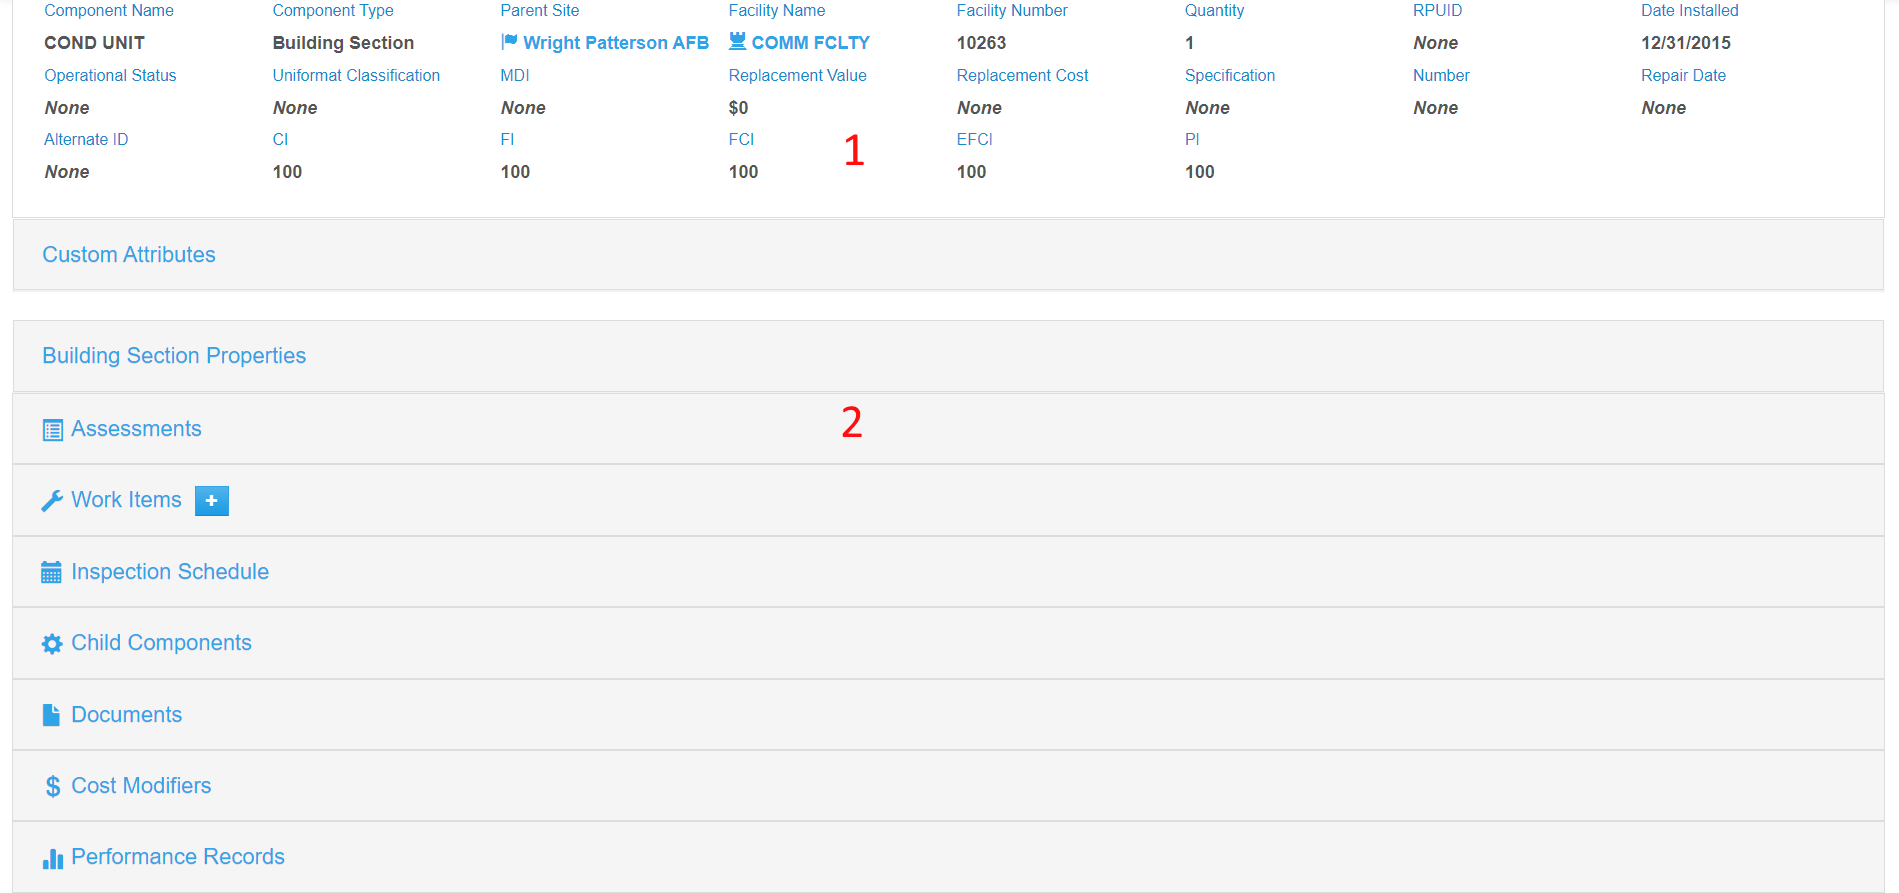 Component Name Component Type Parent Site Facility Name Facility Number Quantity RPUID Date Installed
COND UNIT Building Section Wright Patterson AFB COMM FCLTY 10263 1 None 12/31/2015
Operational Status Uniformat Classification MDI Replacement Value Replacement Cost Specification Number Repair Date
None None None $0 None None None None
Alternate ID CI FI FCI EFCI PI
1
None 100 100 100 100 100
Custom Attributes
Building Section Properties
2
Assessments
Work Items +
Inspection Schedule
Child Components
Documents
$ Cost Modifiers
Performance Records